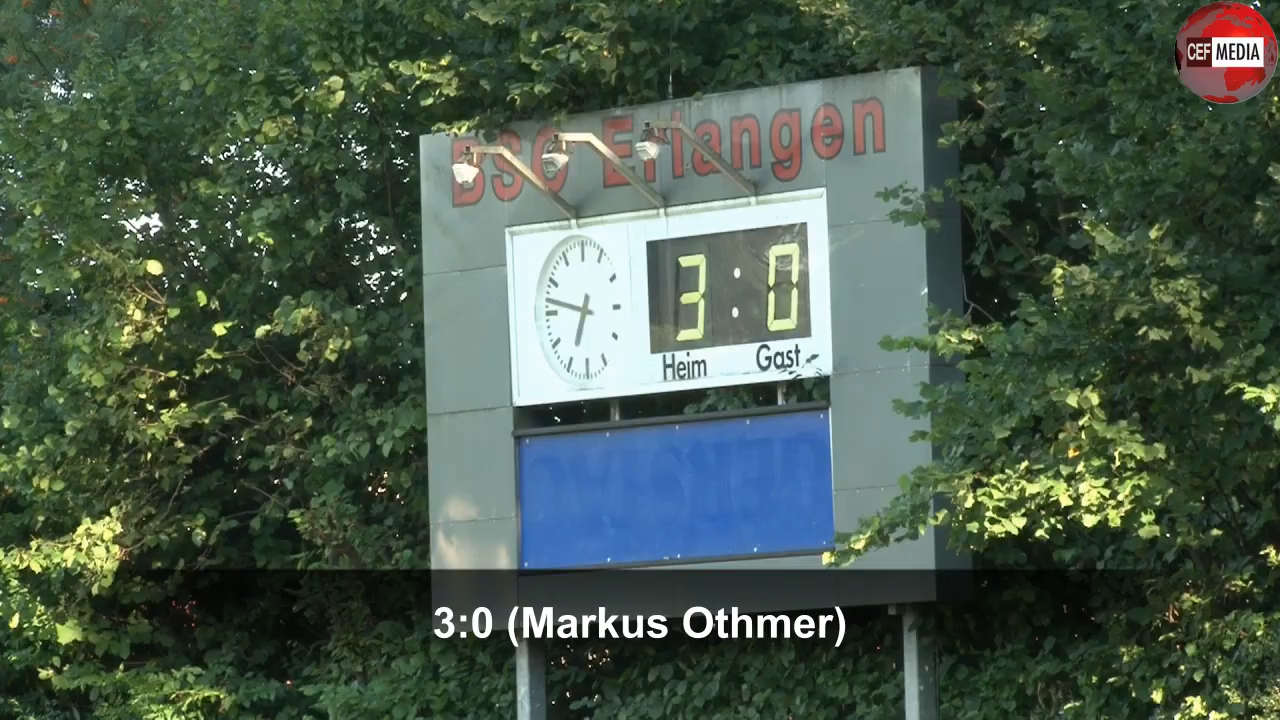 CEF MEDIA
BSC Erlangen
3:0
Heim Gast
3:0 (Markus Othmer)